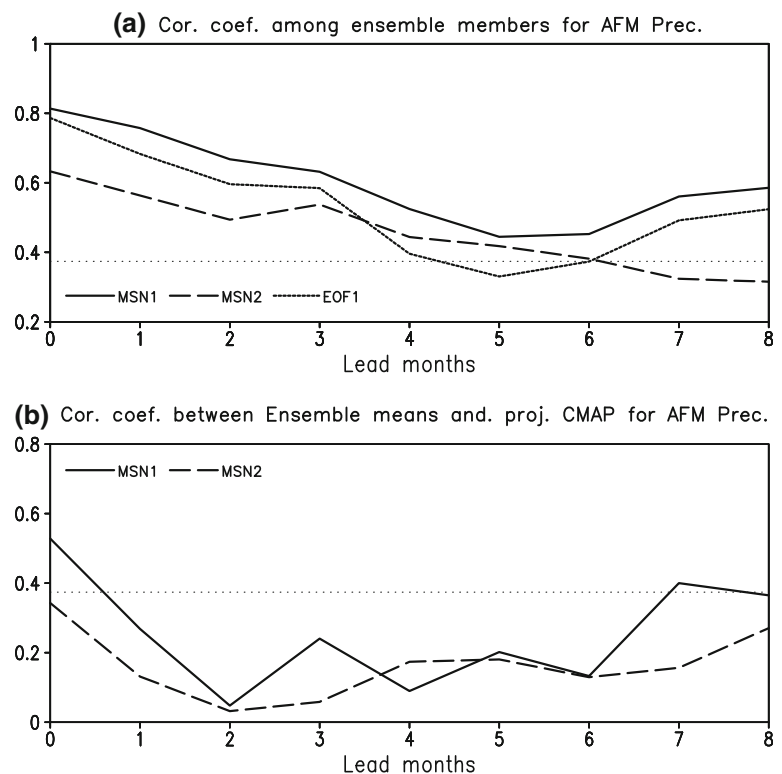 (a) Cor. coef. among ensemble members for AFM Prec.
1
0.8
0.6
0.4
0.2
MSN1 MSN2 EOF1
0 1 2 3 4 5 6 7 8
Lead months
(b) Cor. coef. between Ensemble means and. proj. CMAP for AFM Prec.
0.8
MSN1 MSN2
0.6
0.4
0.2
0
0 1 2 3 4 5 6 7 8
Lead months